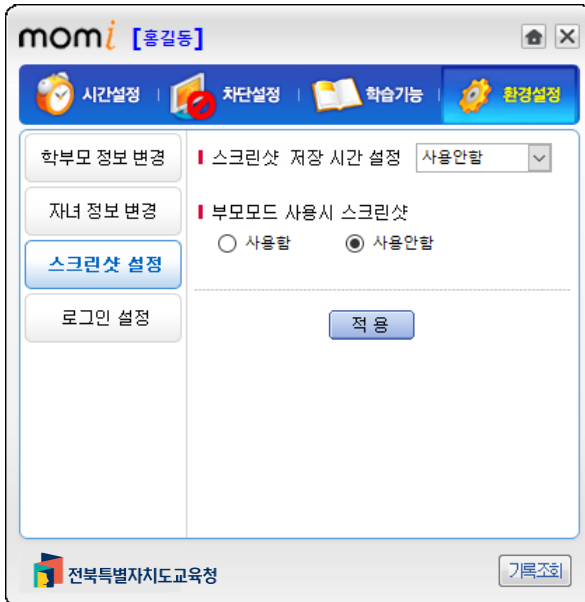 momi [홍길동]
시간설정 차단설정 학습기능 환경설정
학부모 정보 변경
자녀 정보 변경
스크린샷 설정
로그인 설정
스크린샷 저장 시간 설정 사용안함
부모모드 사용시 스크린샷
사용함 사용안함
적 용
전북특별자치도교육청
기록조회